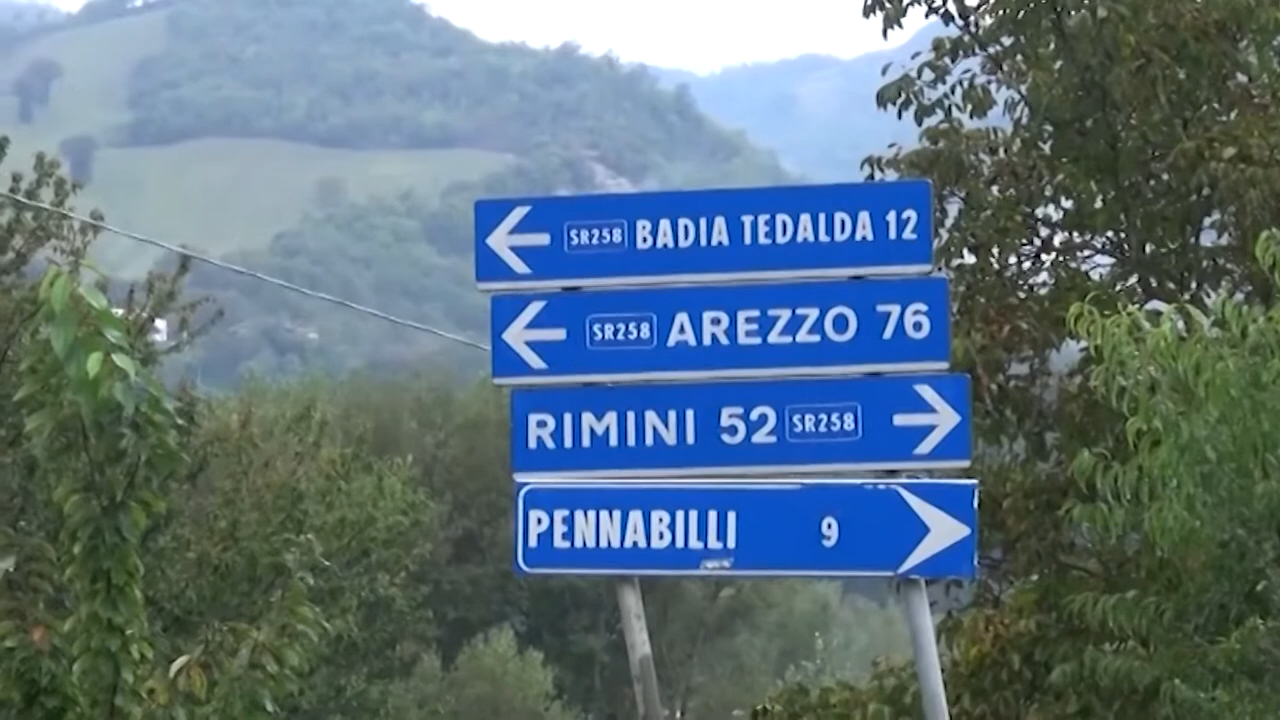 SR258 BADIA TEDALDA 12
SR258 AREZZO 76
RIMINI 52 SR258
PENNABILLI 9